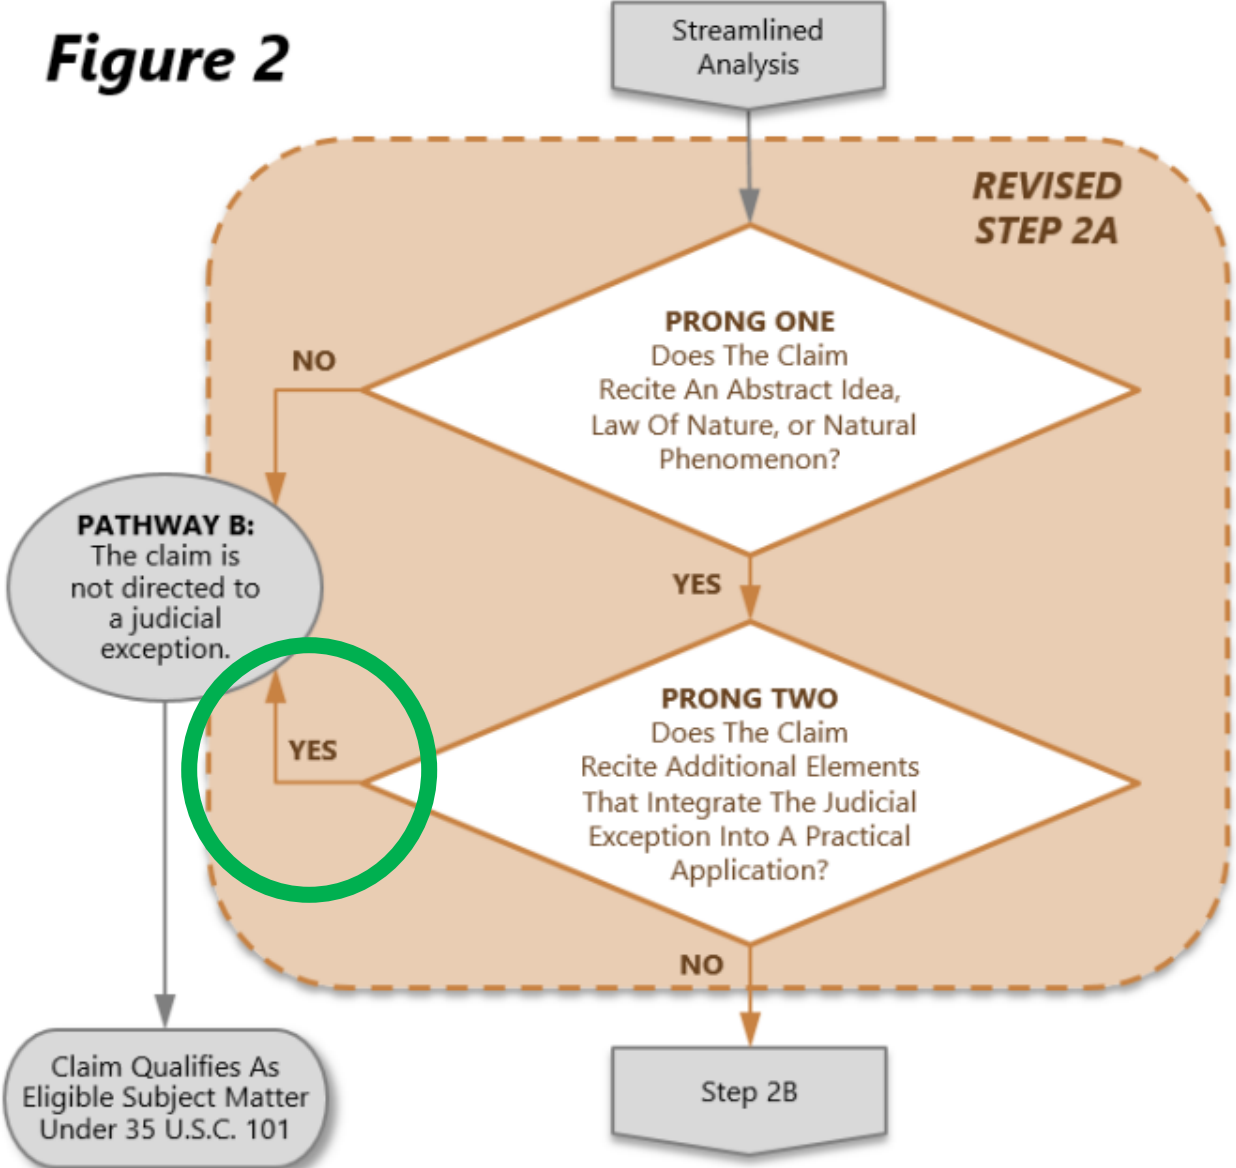 Figure 2
Streamlined
Analysis
REVISED
STEP 2A
PRONG ONE
Does The Claim
Recite An Abstract Idea,
Law Of Nature, or Natural
Phenomenon?
NO
PATHWAY B:
The claim is
not directed to
a judicial
exception.
YES
PRONG TWO
Does The Claim
Recite Additional Elements
That Integrate The Judicial
Exception Into A Practical
Application?
YES
NO
Claim Qualifies As
Eligible Subject Matter
Under 35 U.S.C. 101
Step 2B